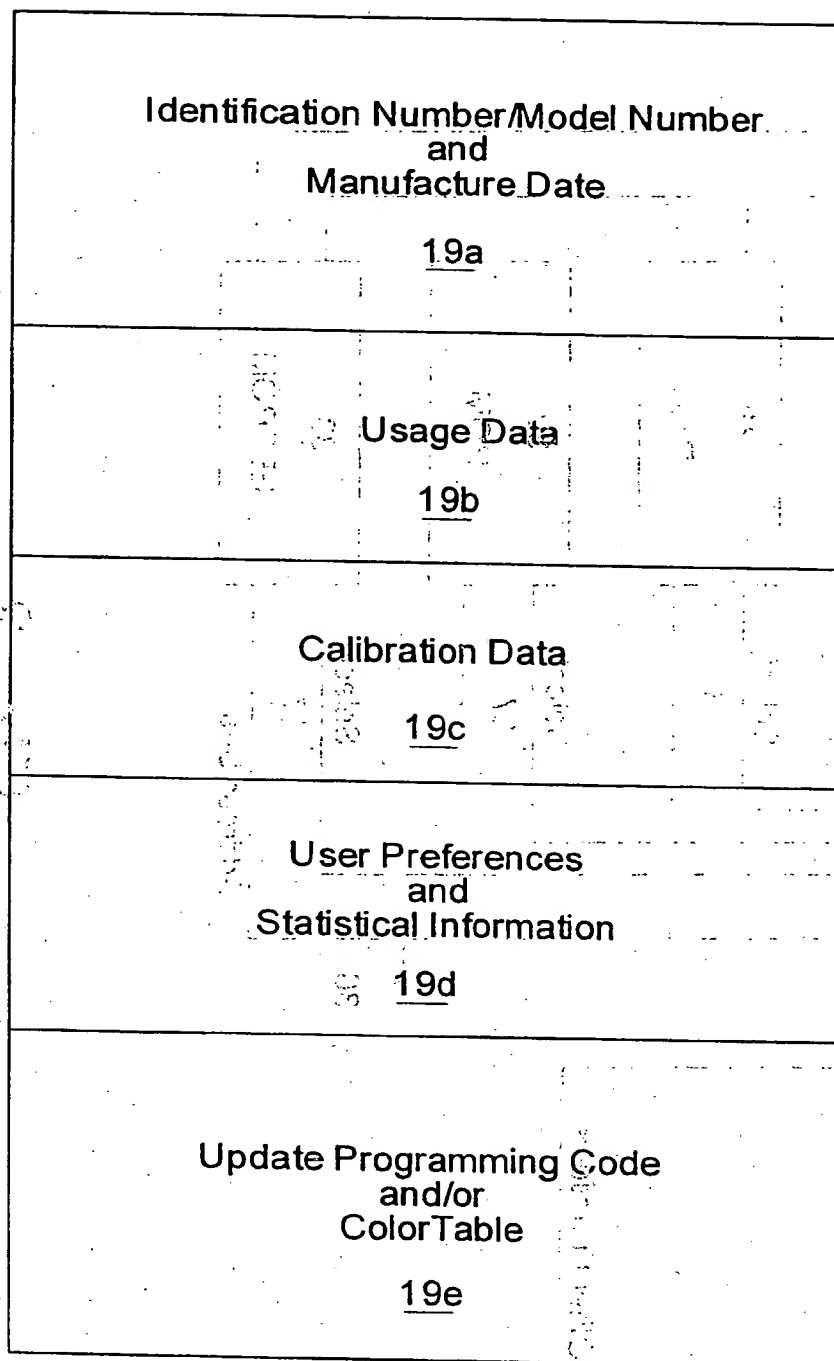 Identification Number/Model Number
and
Manufacture Date
19a
Usage Data
19b
Calibration Data
19c
User Preferences
and
Statistical Information
19d
Update Programming Code
and/or
ColorTable
19e